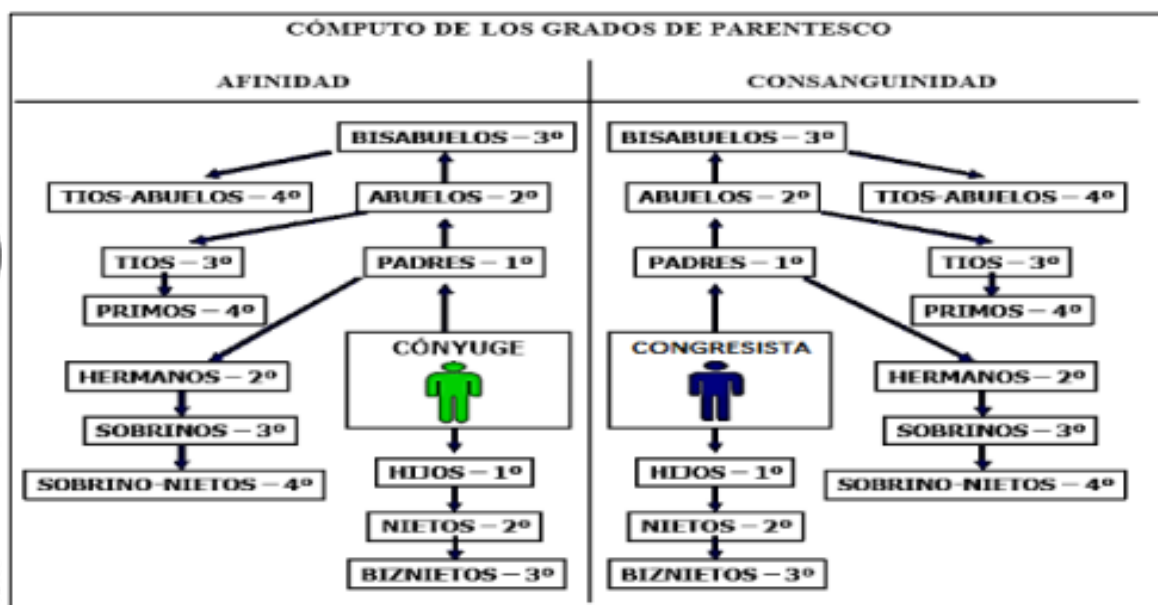 CÓMPUTO DE LOS GRADOS DE PARENTESCO
AFINIDAD
BISABUELOS – 3º
TIOS-ABUELOS – 4º
ABUELOS – 2º
TIOS – 3º
PADRES – 1º
PRIMOS – 4º
CÓNYUGE
HERMANOS – 2º
SOBRINOS – 3º
HIJOS – 1º
SOBRINO-NIETOS – 4º
NIETOS – 2º
BIZNIETOS – 3º
CONSANGUINIDAD
BISABUELOS – 3º
ABUELOS – 2º
TIOS-ABUELOS – 4º
PADRES – 1º
TIOS – 3º
PRIMOS – 4º
CONGRESISTA
HERMANOS – 2º
SOBRINOS – 3º
HIJOS – 1º
SOBRINO-NIETOS – 4º
NIETOS – 2º
BIZNIETOS – 3º